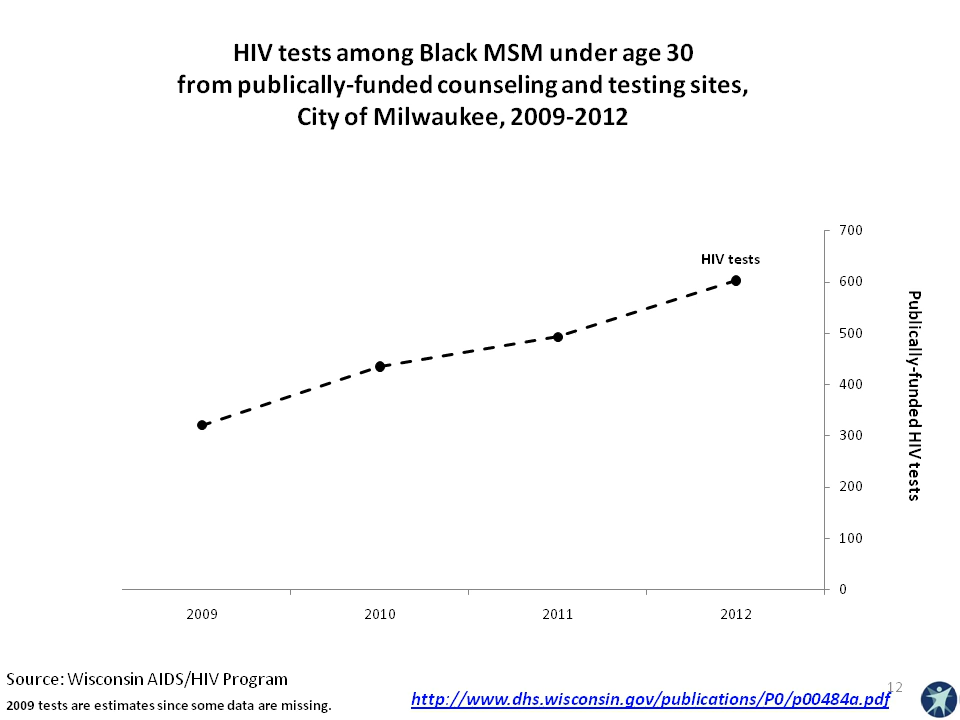 HIV tests among Black MSM under age 30
from publically-funded counseling and testing sites,
City of Milwaukee, 2009-2012
HIV tests
700
600
500
400
300
200
100
0
Publically-funded HIV tests
2009 2010 2011 2012
Source: Wisconsin AIDS/HIV Program
2009 tests are estimates since some data are missing.
http://www.dhs.wisconsin.gov/publications/P0/p00484a.pdf
12